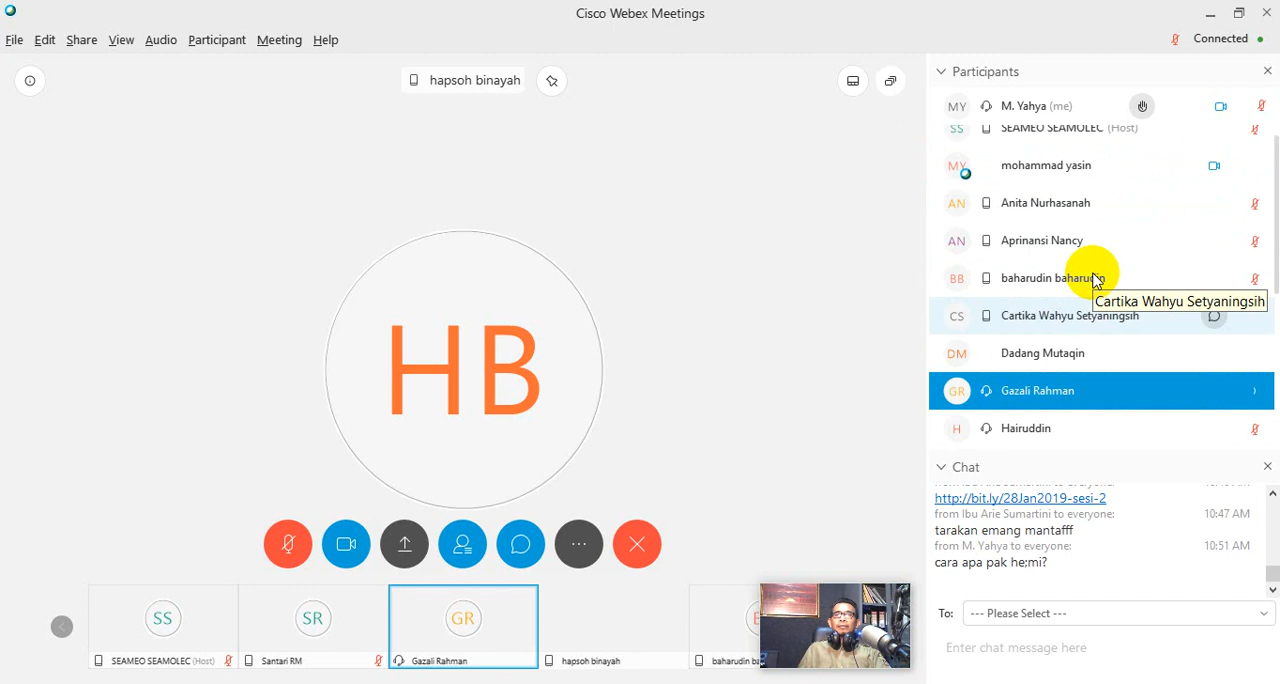 Cisco Webex Meetings
File Edit Share View Audio Participant Meeting Help
Connected
hapsoh binayah
HB
SS SEAMEO SEAMOLEC (Host)
SR Santari RM
GR Gazali Rahman
hapsoh binayah
baharudin ba
Participants
MY M. Yahya (me)
SS SEAMEO SEAMOLEC (Host)
MY mohammad yasin
AN Anita Nurhasanah
AN Aprinansi Nancy
BB baharudin baharudin
Cartika Wahyu Setyaningsih
CS Cartika Wahyu Setyaningsih
DM Dadang Mutaqin
GR Gazali Rahman
H Hairuddin
Chat
http://bit.ly/28Jan2019-sesi-2
from Ibu Arie Sumartini to everyone: 10:47 AM
tarakan emang mantafff
from M. Yahya to everyone: 10:51 AM
cara apa pak he;mi?
To: --- Please Select ---
Enter chat message here